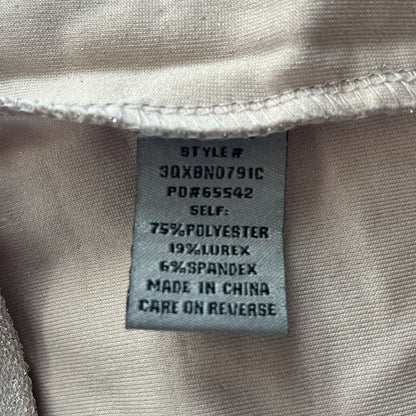 STYLE #
3QXBN0791C
PO#65542
SELF:
75%POLYESTER
19%LUREX
6%SPANDEX
MADE IN CHINA
CARE ON REVERSE